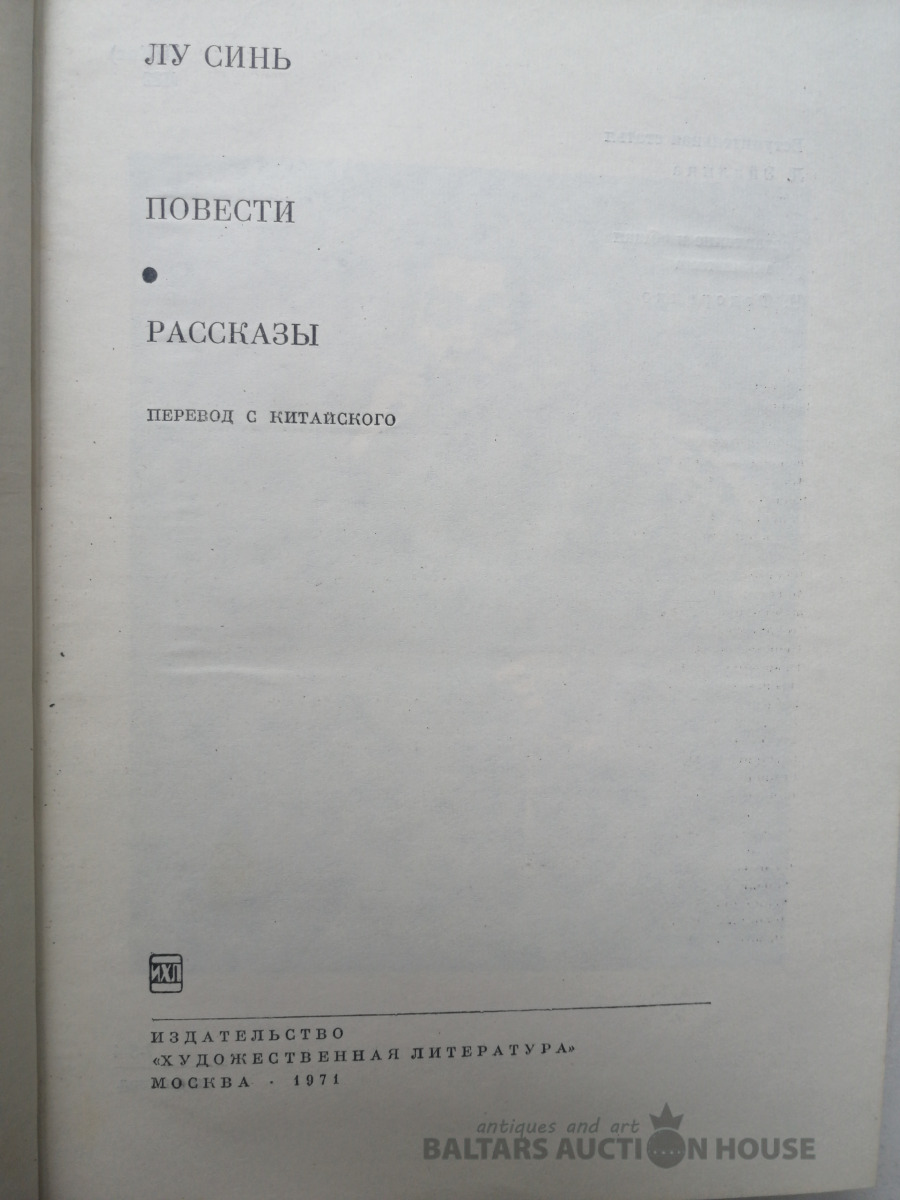 ЛУ СИНЬ
ПОВЕСТИ
•
РАССКАЗЫ
ПЕРЕВОД С КИТАЙСКОГО
ИХЛ
ИЗДАТЕЛЬСТВО
«ХУДОЖЕСТВЕННАЯ ЛИТЕРАТУРА»
МОСКВА · 1971
antiques and art
BALTARS AUCTION HOUSE